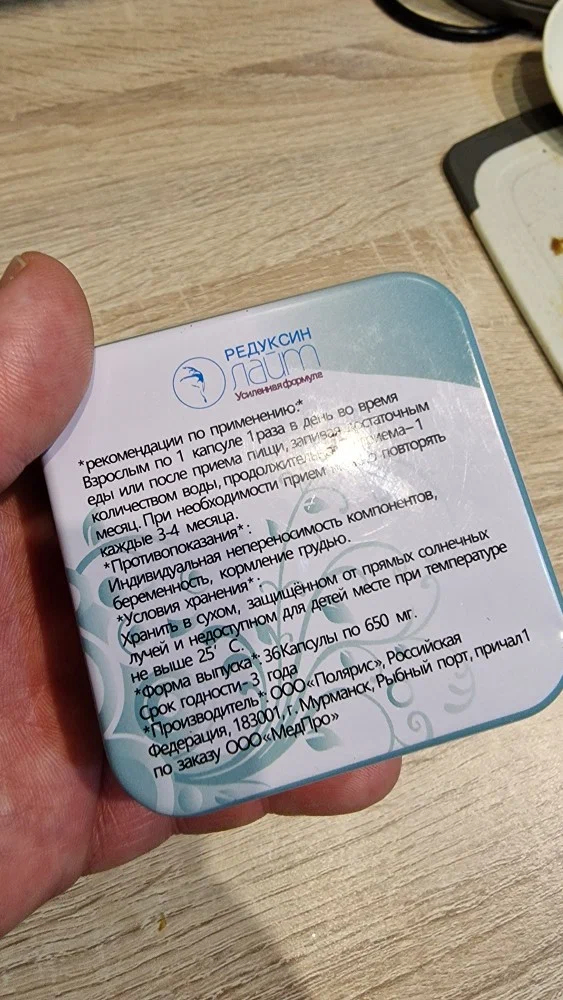 РЕДУКСИН
лайт
Усиленная формула
*рекомендации по применению:*
Взрослым по 1 капсуле 1раза в день во время
еды или после приема пищи, запивая достаточным
количеством воды, продолжитель приема-1
месяц. При необходимости прием повторять
каждые 3-4 месяца.
*Противопоказания*:
Индивидуальная непереносимость компонентов,
беременность, кормление грудью.
*Условия хранения*:
Хранить в сухом, защищённом от прямых солнечных
лучей и недоступном для детей месте при температуре
не выше 25° С.
*Форма выпуска* 36Капсулы по 650 мг.
Срок годности*: 3 года
*Производитель*: ООО«Полярис», Российская
Федерация, 183001,г. Мурманск, Рыбный порт, причал1
по заказу ООО«МедПро»